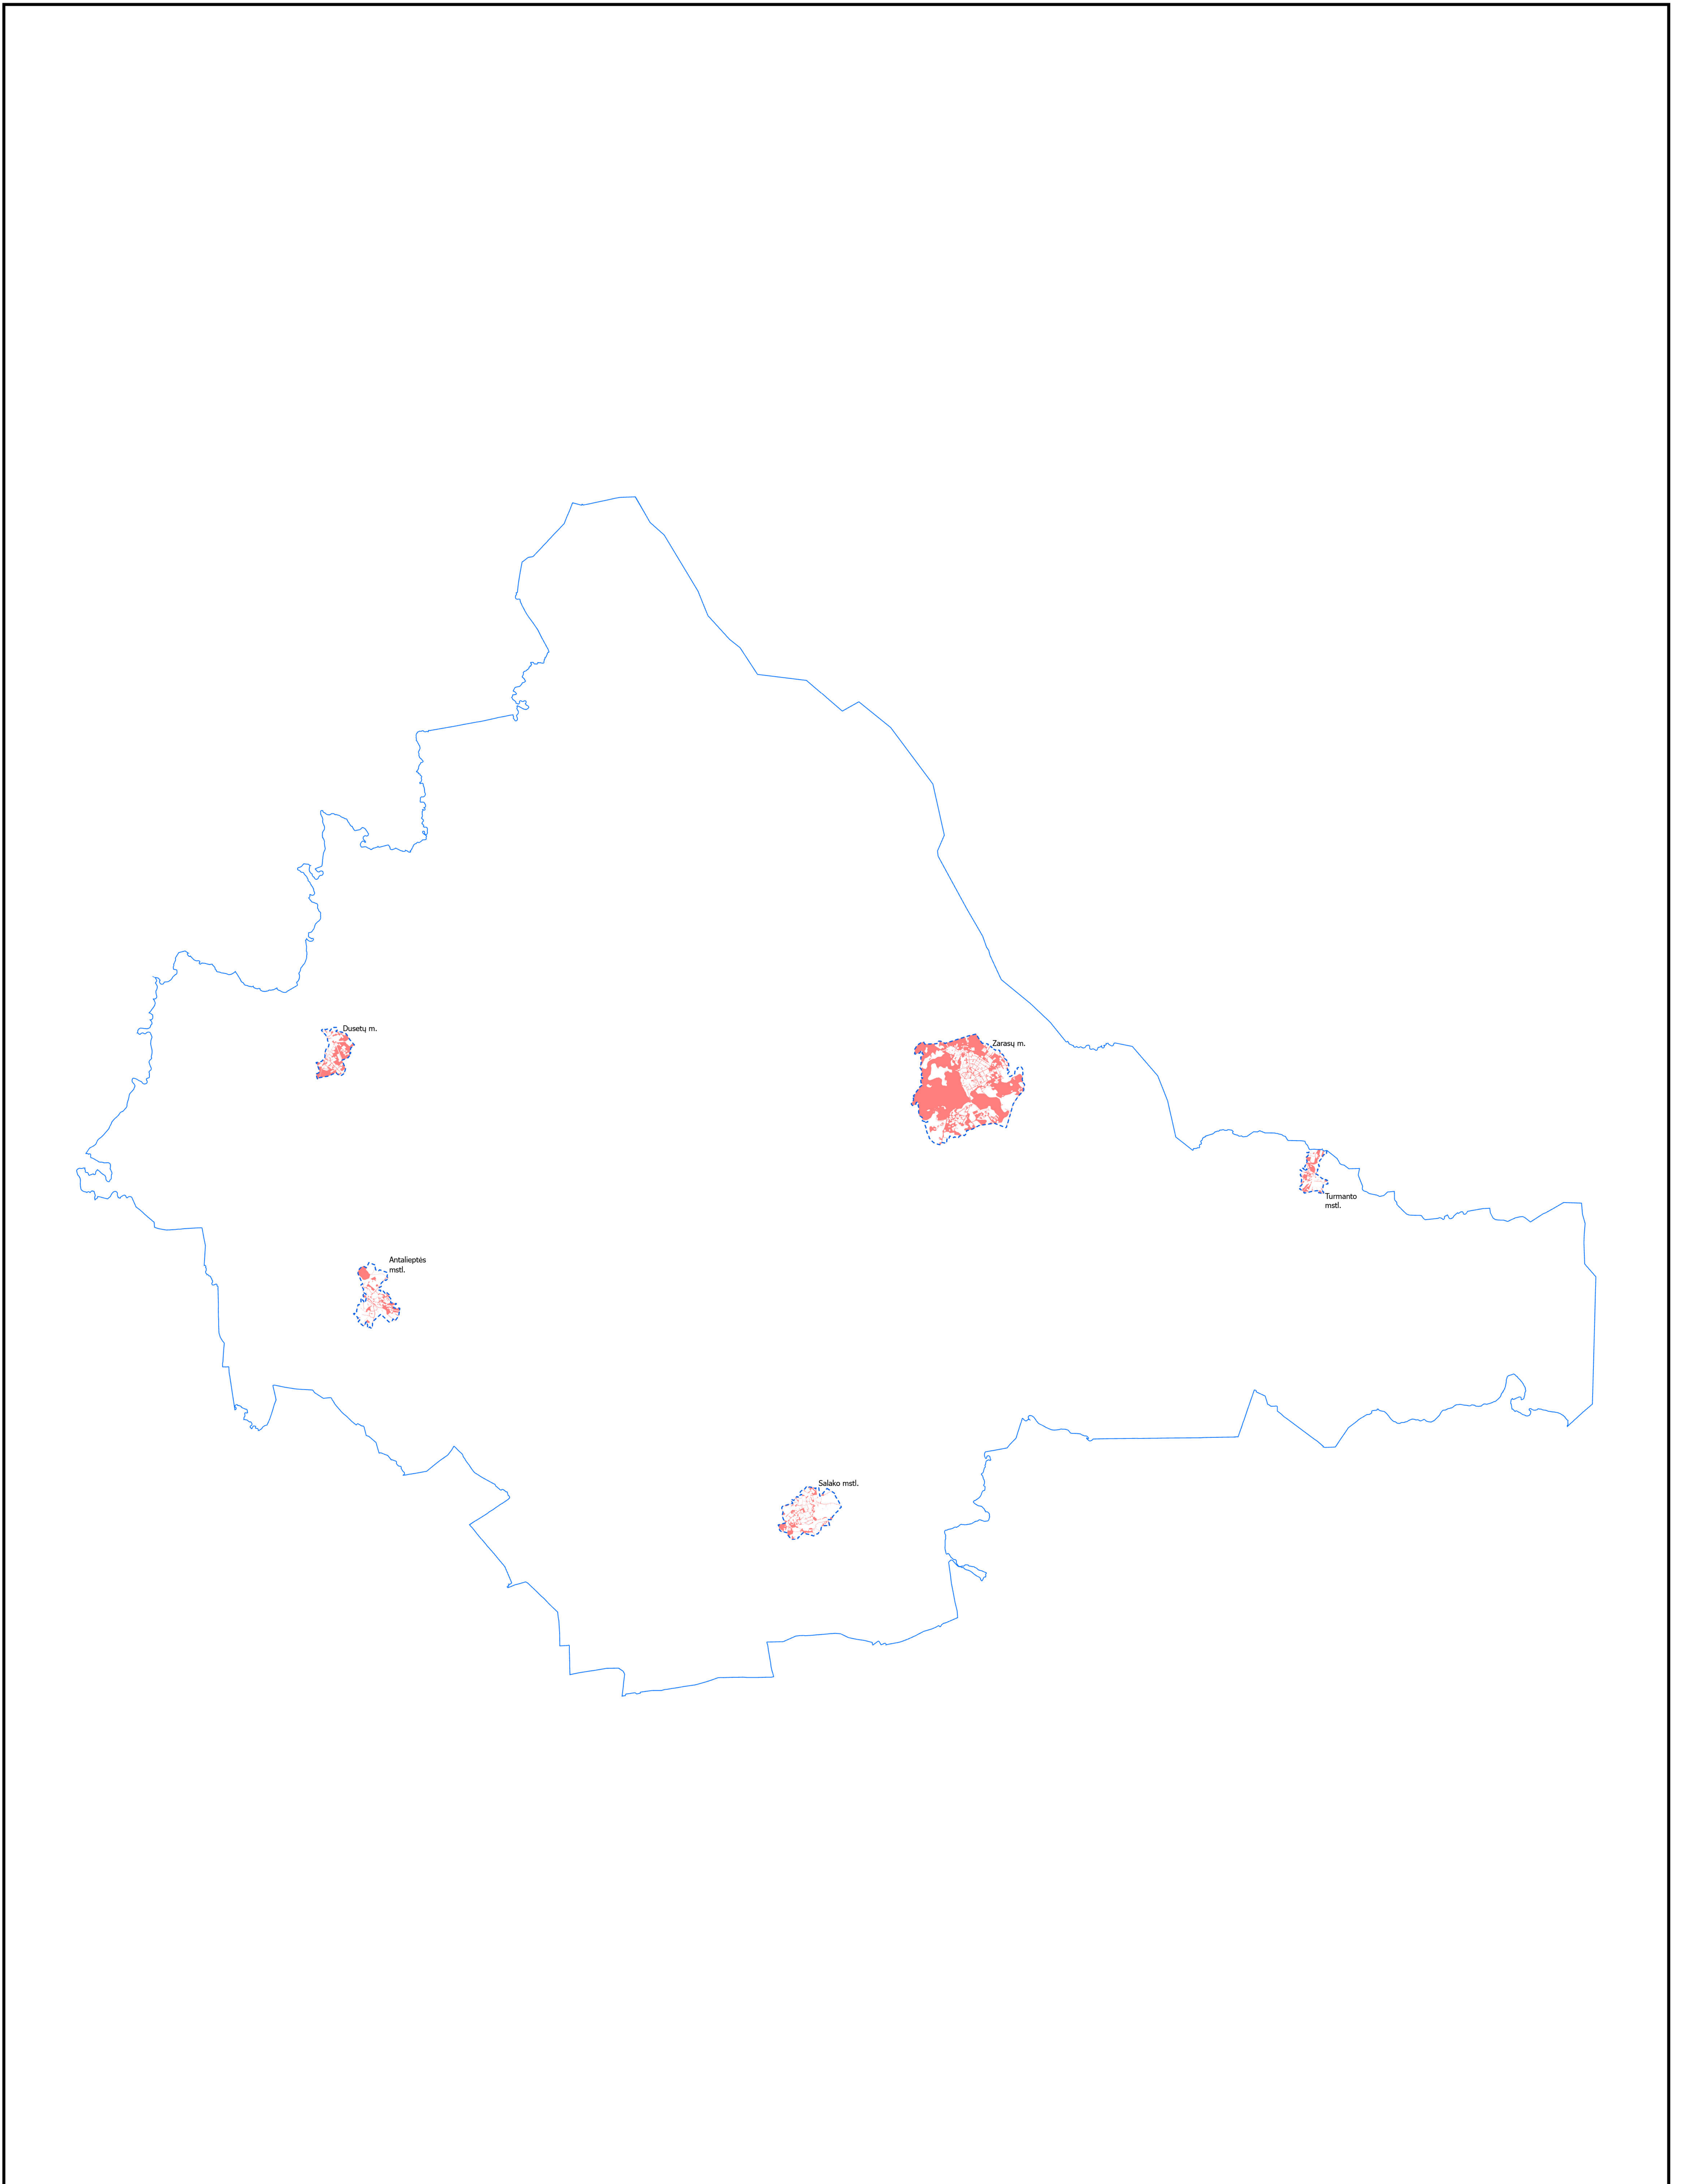 Dusetų m.
Zarasų m.
Turmanto
mstl.
Antalieptės
mstl.
Salako mstl.